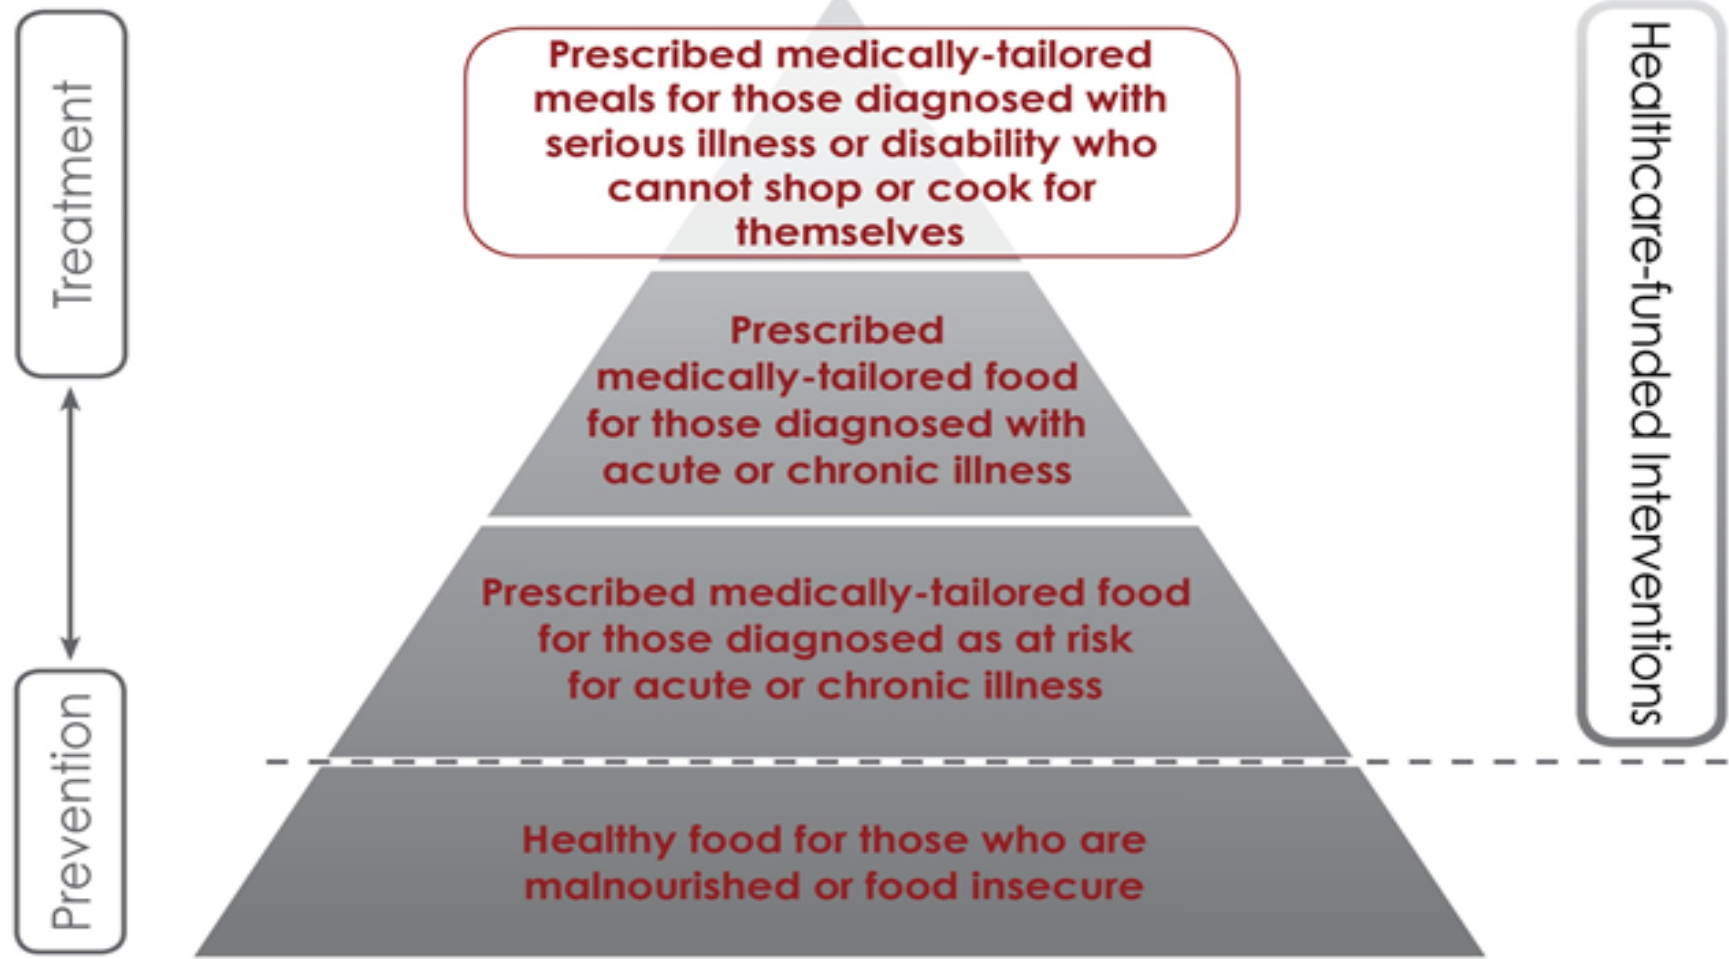 Treatment
Prevention
Prescribed medically-tailored
meals for those diagnosed with
serious illness or disability who
cannot shop or cook for
themselves
Prescribed
medically-tailored food
for those diagnosed with
acute or chronic illness
Prescribed medically-tailored food
for those diagnosed as at risk
for acute or chronic illness
Healthy food for those who are
malnourished or food insecure
Healthcare-funded Interventions